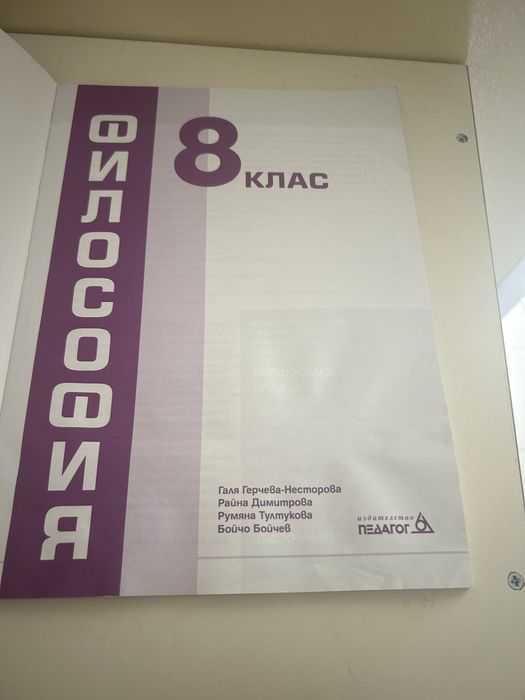 ФИЛОСОФИЯ
8 КЛАС
Галя Герчева-Несторова
Райна Димитрова
Румяна Тултукова
Бойчо Бойчев
издателство
ПЕДАГОГ 6